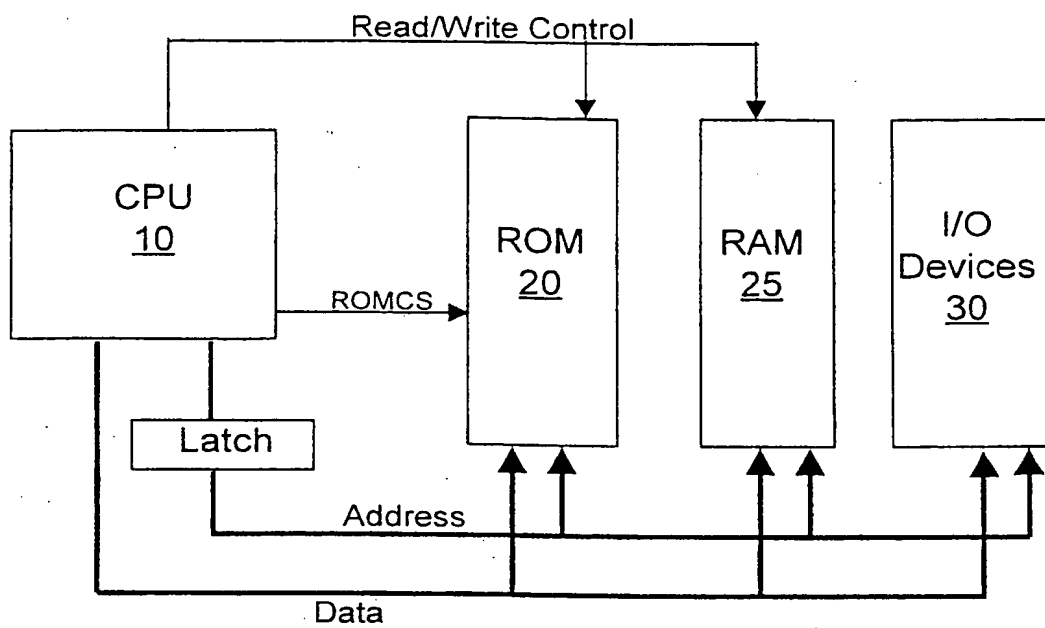 Read/Write Control
CPU
10
ROM
20
RAM
25
I/O
Devices
30
ROMCS
Latch
Address
Data